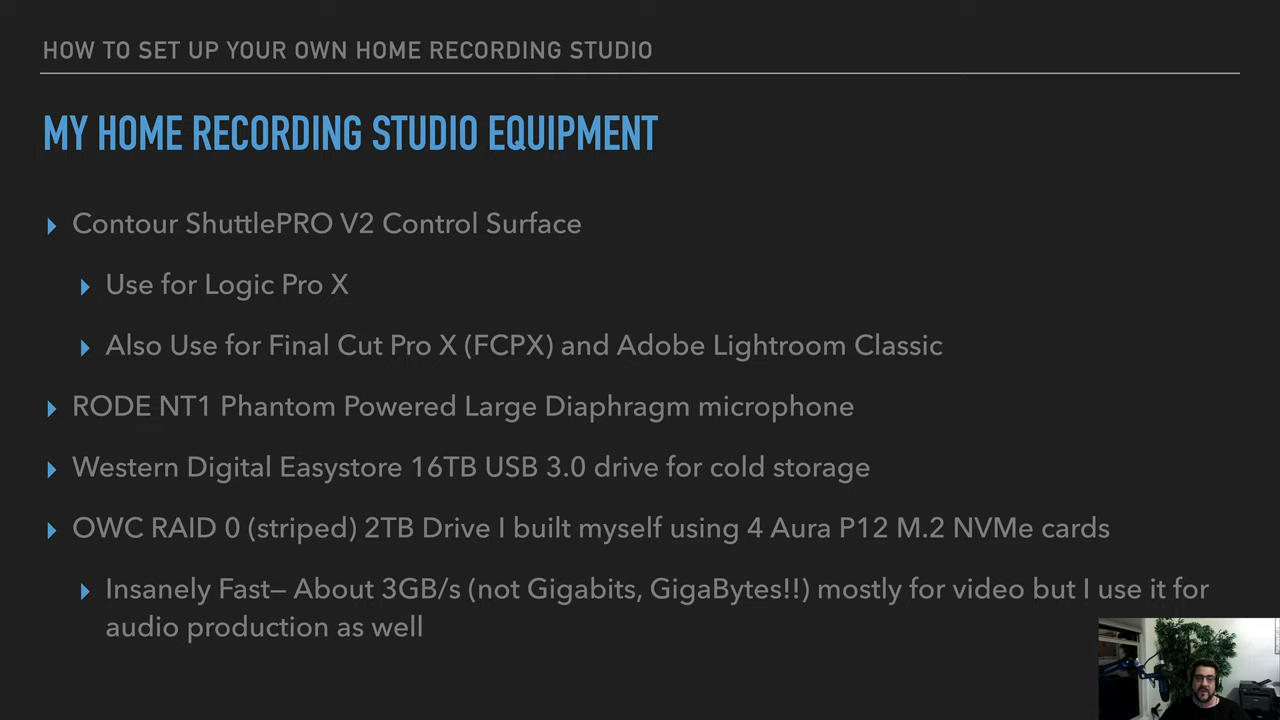 HOW TO SET UP YOUR OWN HOME RECORDING STUDIO
MY HOME RECORDING STUDIO EQUIPMENT
Contour ShuttlePRO V2 Control Surface
Use for Logic Pro X
Also Use for Final Cut Pro X (FCPX) and Adobe Lightroom Classic
RODE NT1 Phantom Powered Large Diaphragm microphone
Western Digital Easystore 16TB USB 3.0 drive for cold storage
OWC RAID 0 (striped) 2TB Drive I built myself using 4 Aura P12 M.2 NVMe cards
Insanely Fast— About 3GB/s (not Gigabits, GigaBytes!!) mostly for video but I use it for
audio production as well